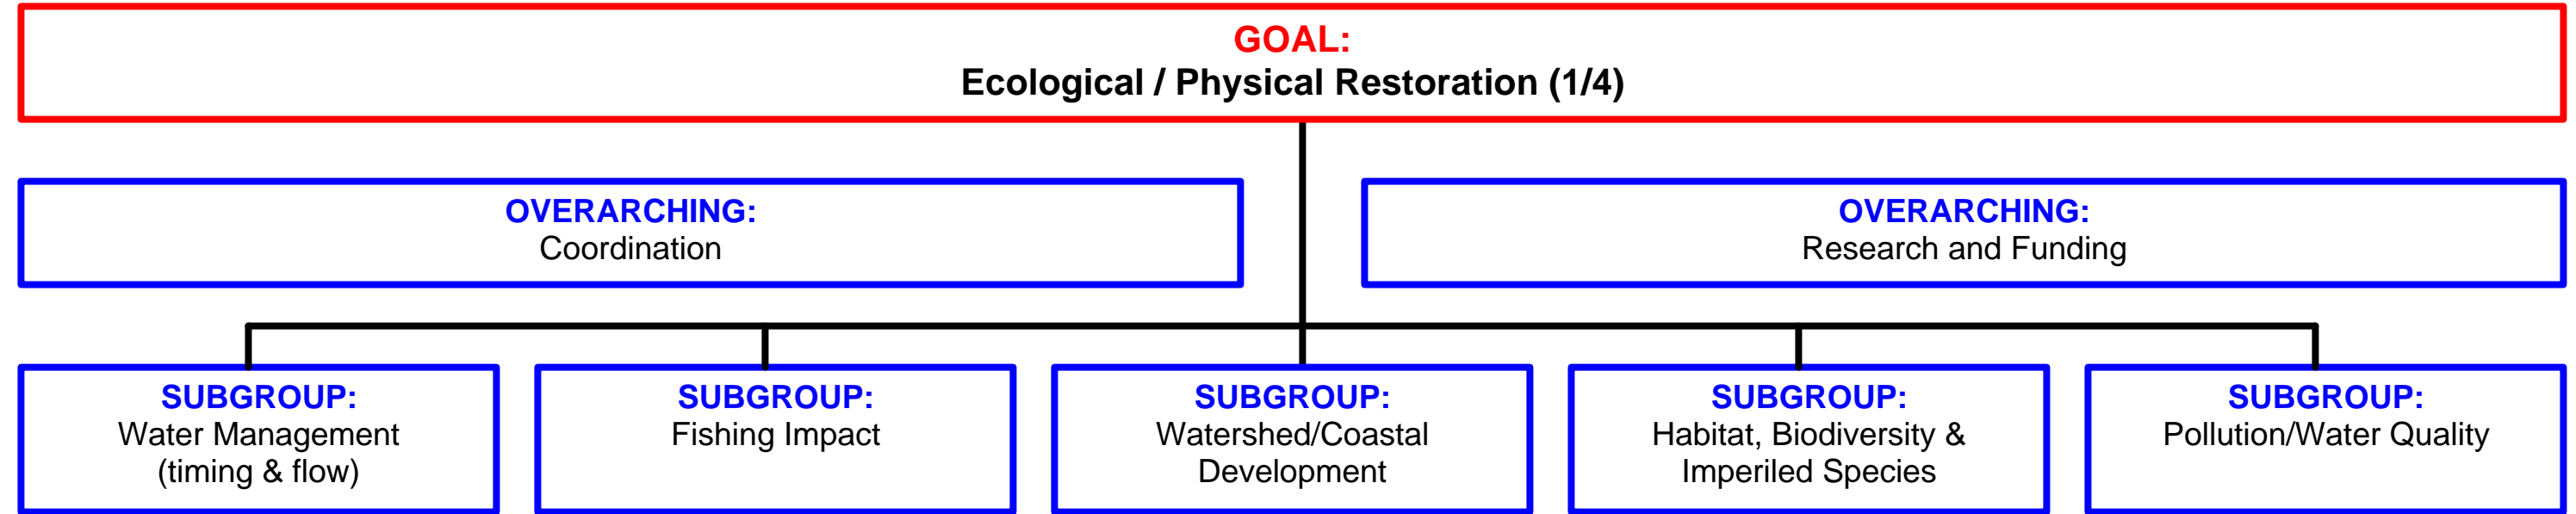 GOAL:
Ecological / Physical Restoration (1/4)
OVERARCHING:
Coordination
OVERARCHING:
Research and Funding
SUBGROUP:
Water Management
(timing & flow)
SUBGROUP:
Fishing Impact
SUBGROUP:
Watershed/Coastal
Development
SUBGROUP:
Habitat, Biodiversity &
Imperiled Species
SUBGROUP:
Pollution/Water Quality